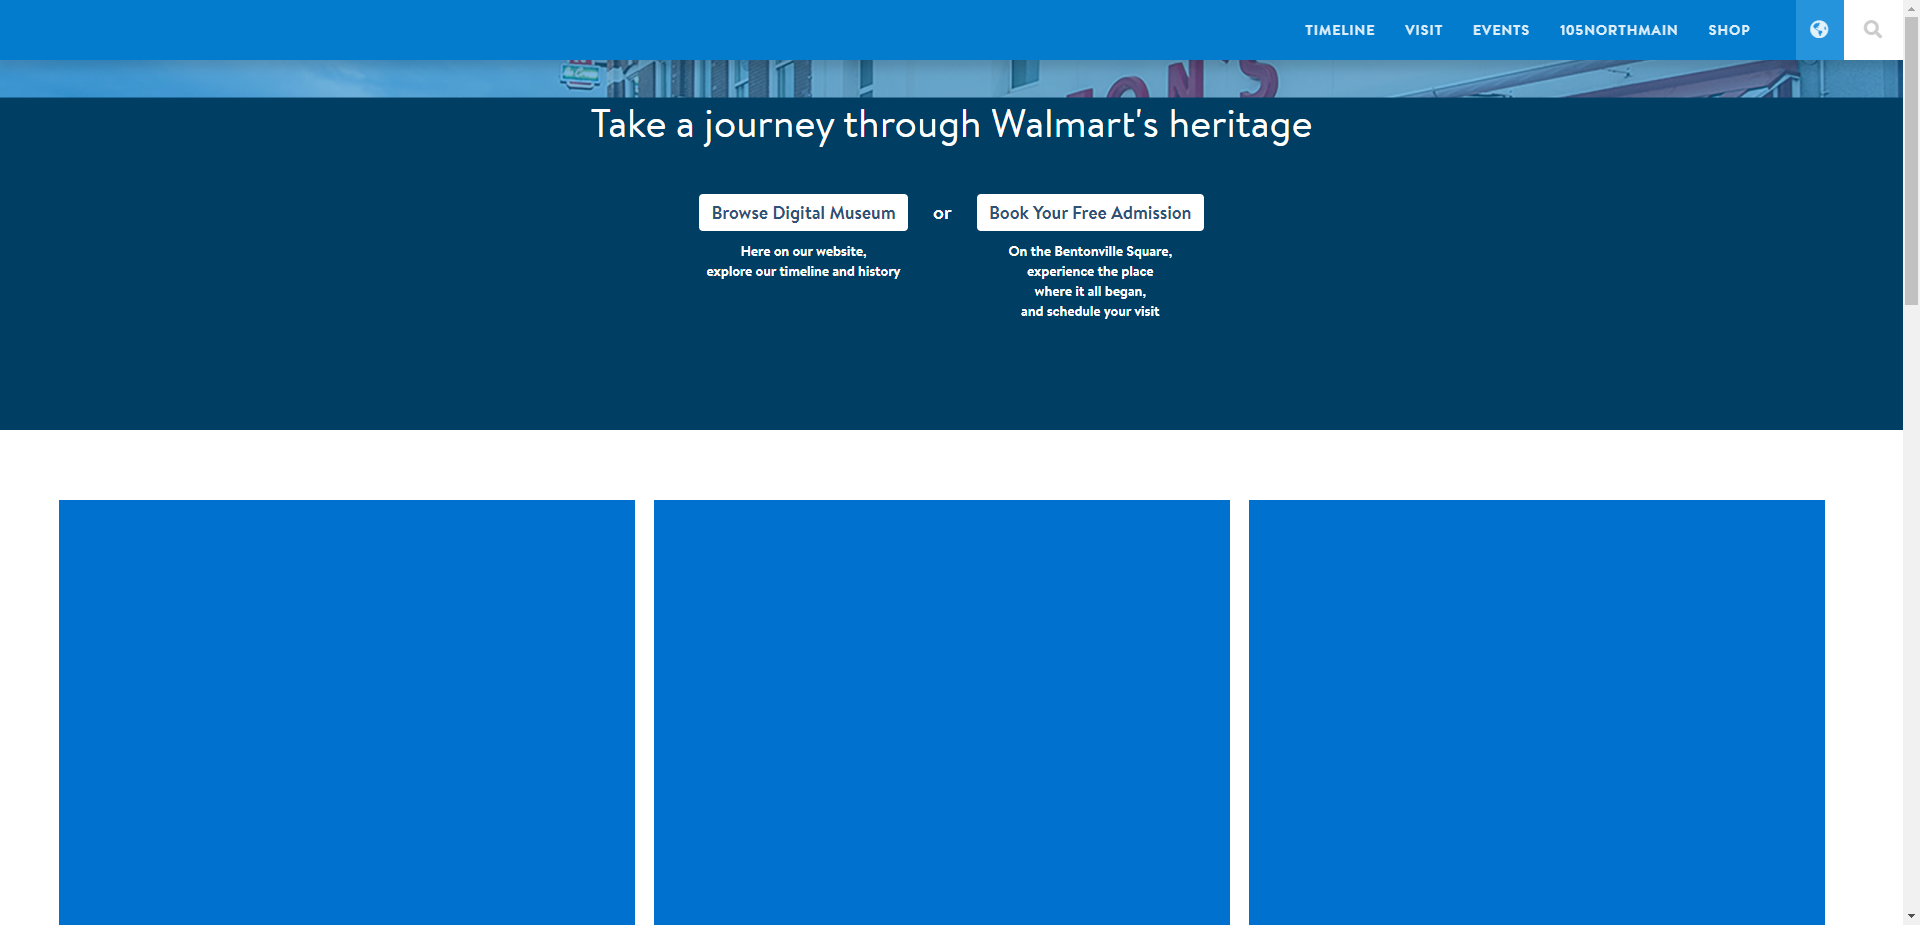 TIMELINE VISIT EVENTS 105NORTHMAIN SHOP
Take a journey through Walmart's heritage
Browse Digital Museum or Book Your Free Admission
Here on our website,
explore our timeline and history
On the Bentonville Square,
experience the place
where it all began,
and schedule your visit